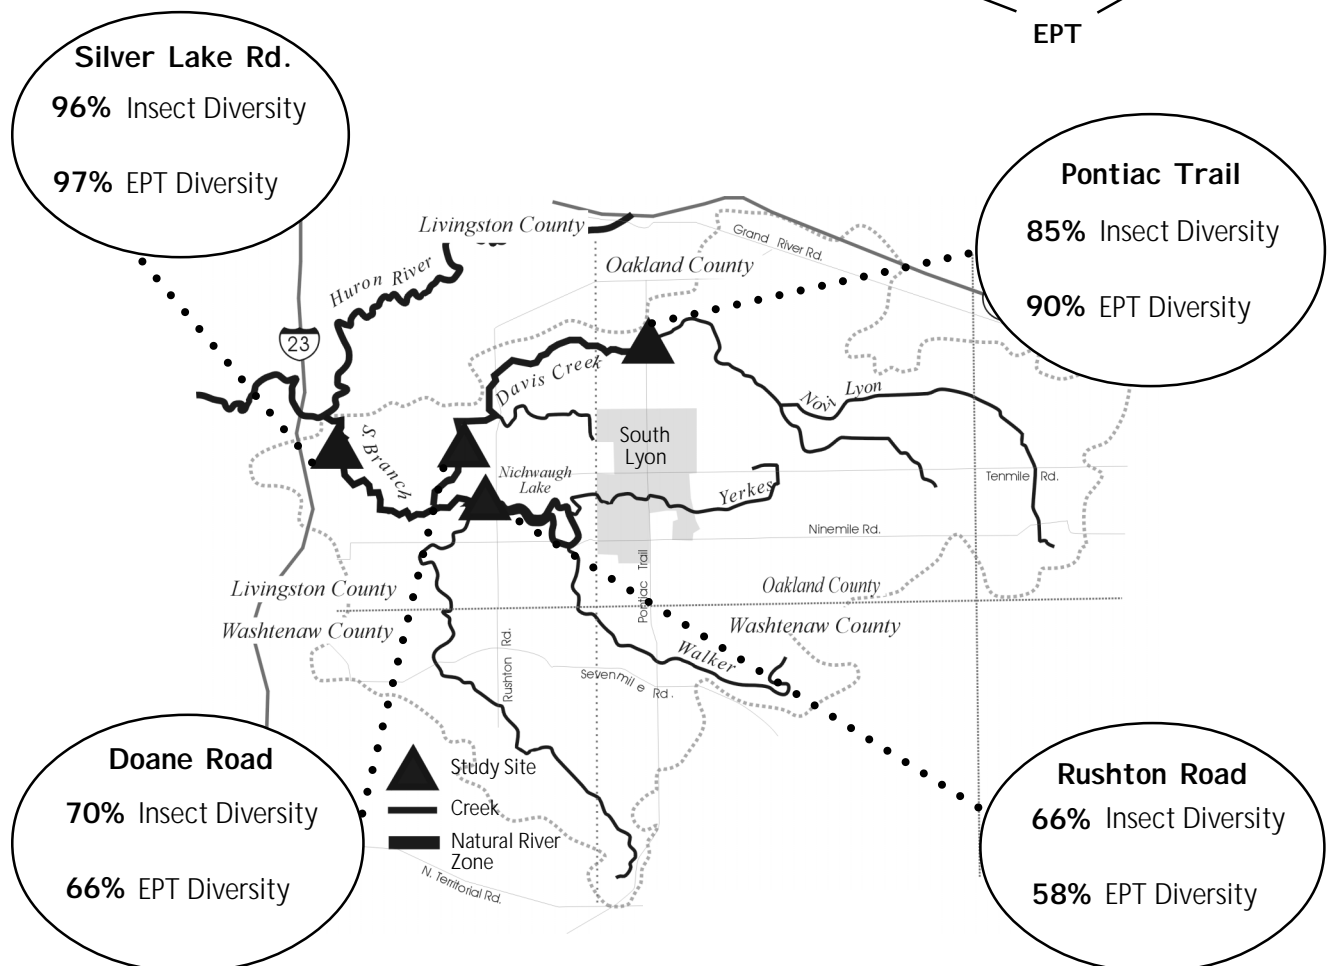 EPT
Silver Lake Rd.
96% Insect Diversity
97% EPT Diversity
Pontiac Trail
85% Insect Diversity
90% EPT Diversity
Livingston County
Grand River Rd.
Oakland County
Huron River
23
Davis Creek
Novi Lyon
S. Branch
South
Lyon
Nichwaugh
Lake
Yerkes
Tenmile Rd.
Ninemile Rd.
Pontiac Trail
Livingston County
Oakland County
Washtenaw County
Washtenaw County
Rushton Rd.
Walker
Sevenmile Rd.
Doane Road
70% Insect Diversity
66% EPT Diversity
Study Site
Creek
Natural River
Zone
N. Territorial Rd.
Rushton Road
66% Insect Diversity
58% EPT Diversity